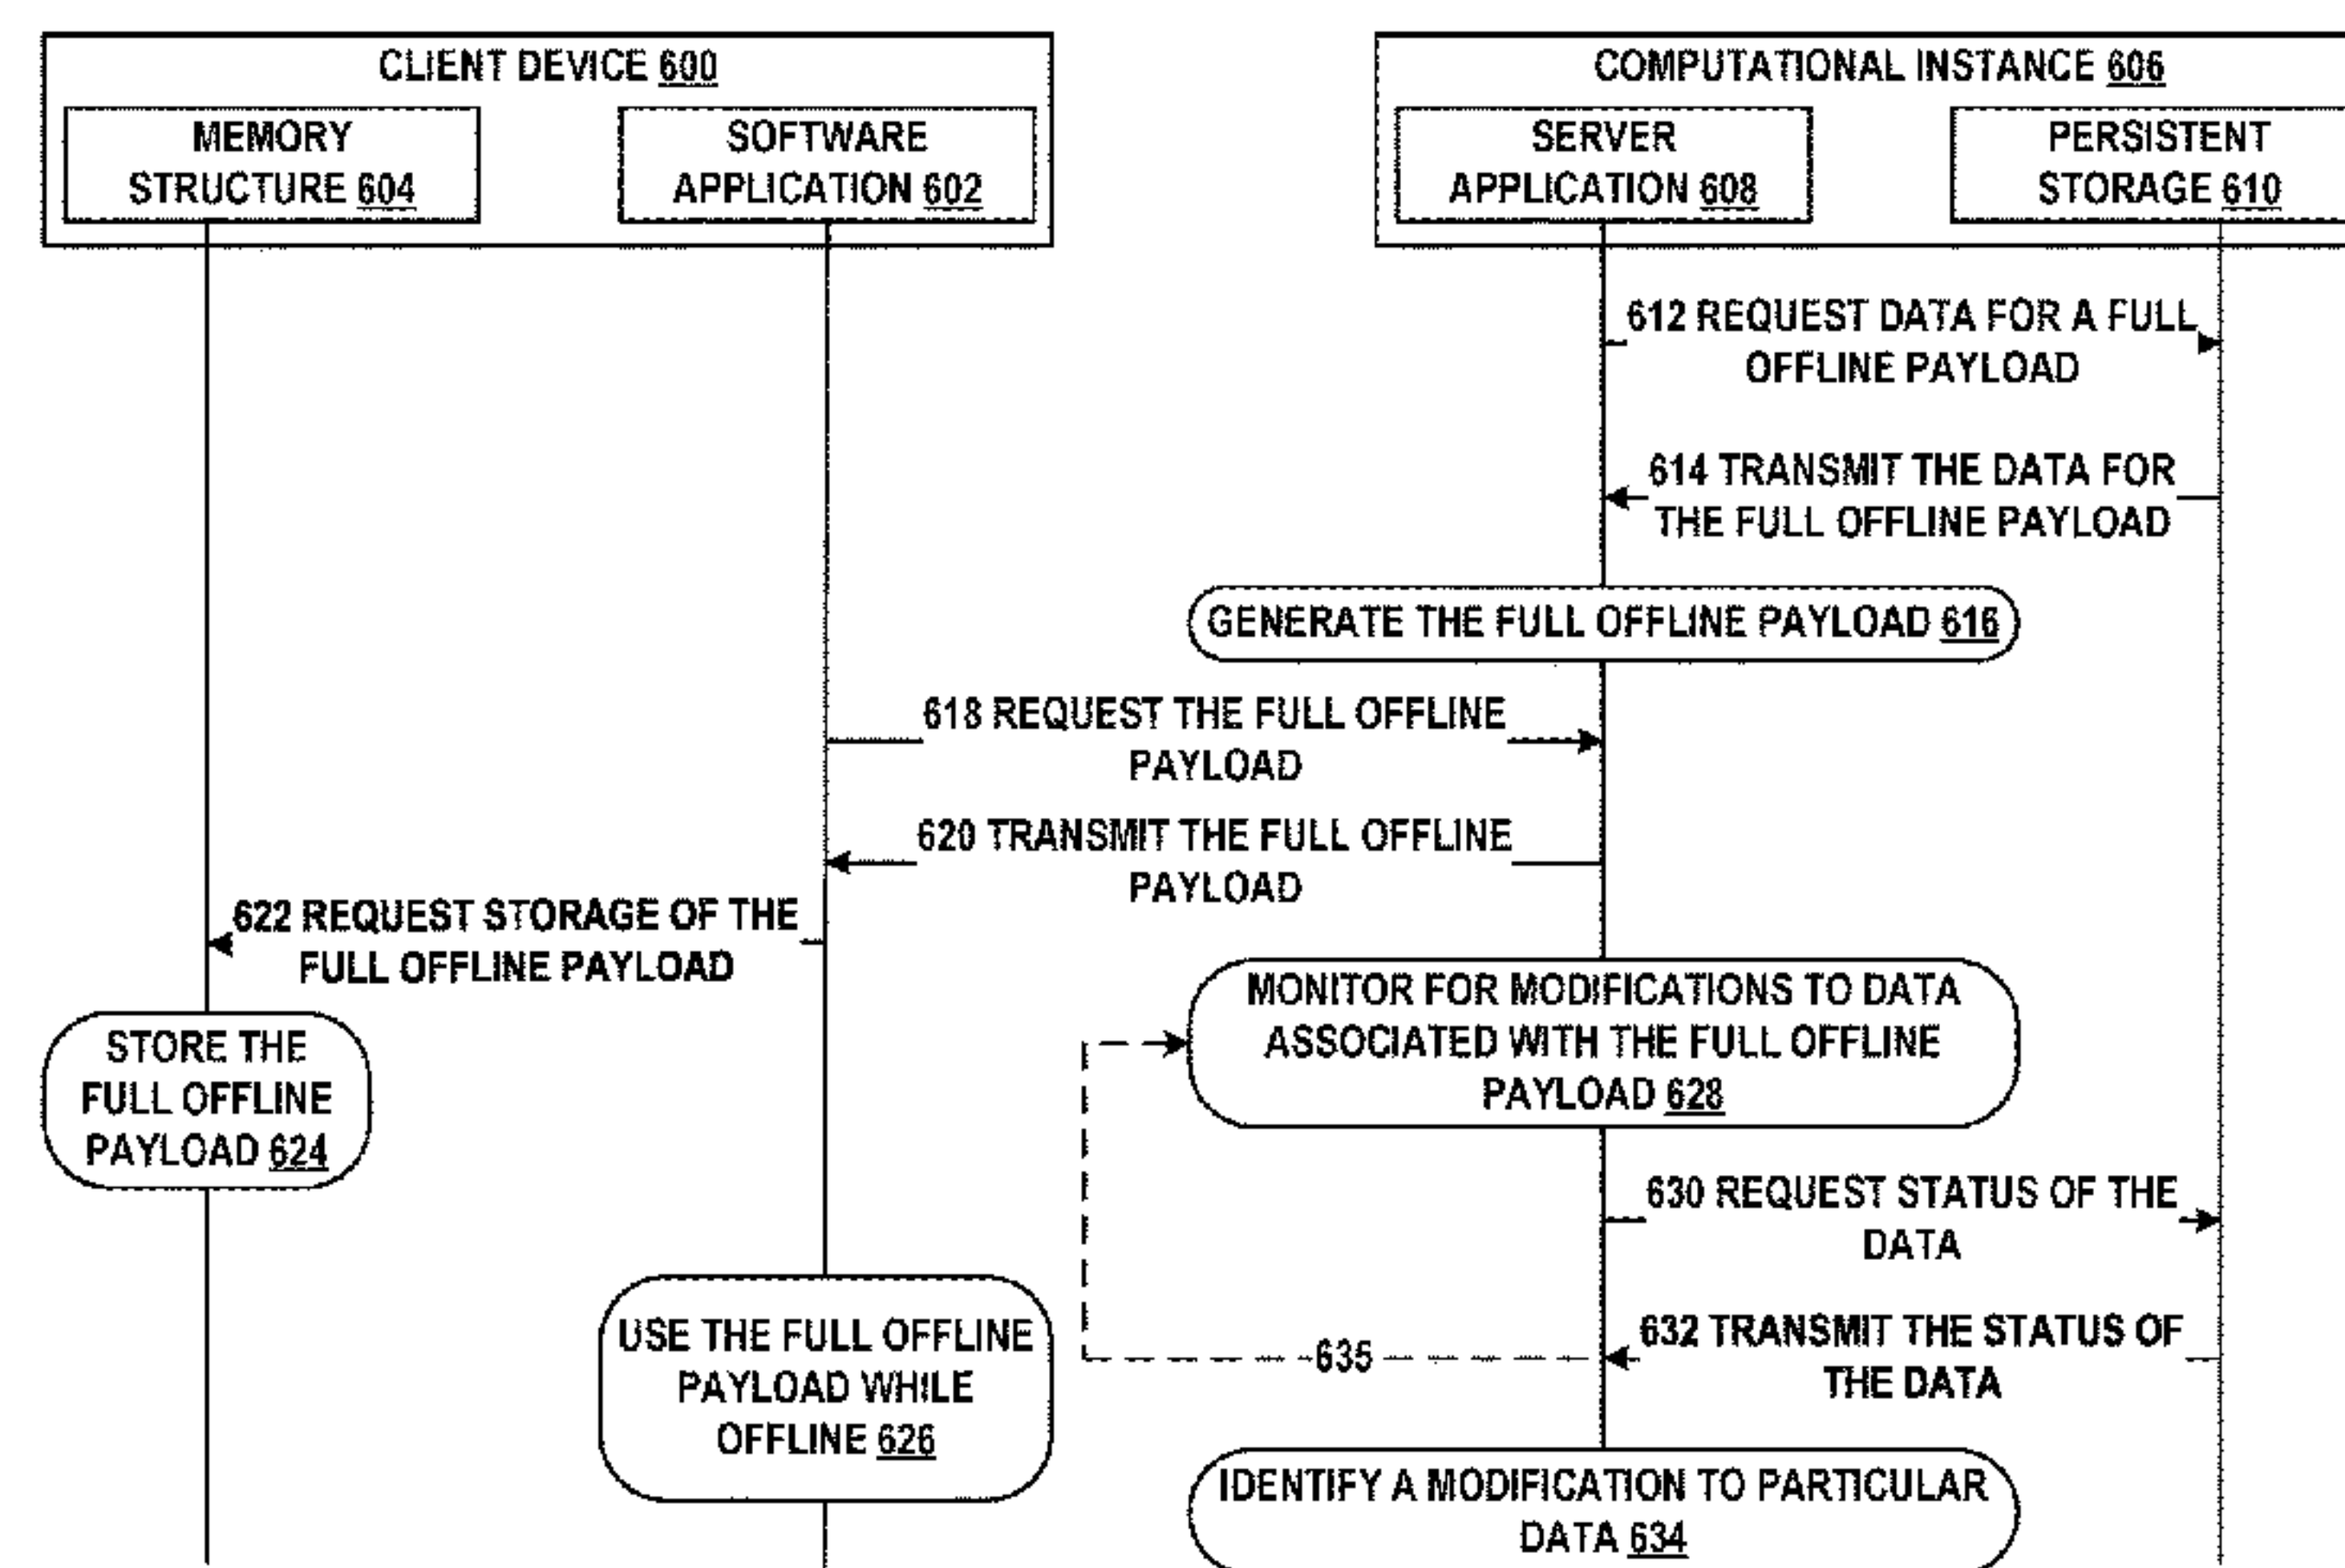 CLIENT DEVICE 600
MEMORY
STRUCTURE 604
SOFTWARE
APPLICATION 602
COMPUTATIONAL INSTANCE 606
SERVER
APPLICATION 608
PERSISTENT
STORAGE 610
612 REQUEST DATA FOR A FULL
OFFLINE PAYLOAD
614 TRANSMIT THE DATA FOR
THE FULL OFFLINE PAYLOAD
GENERATE THE FULL OFFLINE PAYLOAD 616
618 REQUEST THE FULL OFFLINE
PAYLOAD
620 TRANSMIT THE FULL OFFLINE
PAYLOAD
622 REQUEST STORAGE OF THE
FULL OFFLINE PAYLOAD
STORE THE
FULL OFFLINE
PAYLOAD 624
MONITOR FOR MODIFICATIONS TO DATA
ASSOCIATED WITH THE FULL OFFLINE
PAYLOAD 628
630 REQUEST STATUS OF THE
DATA
USE THE FULL OFFLINE
PAYLOAD WHILE
OFFLINE 626
635
632 TRANSMIT THE STATUS OF
THE DATA
IDENTIFY A MODIFICATION TO PARTICULAR
DATA 634